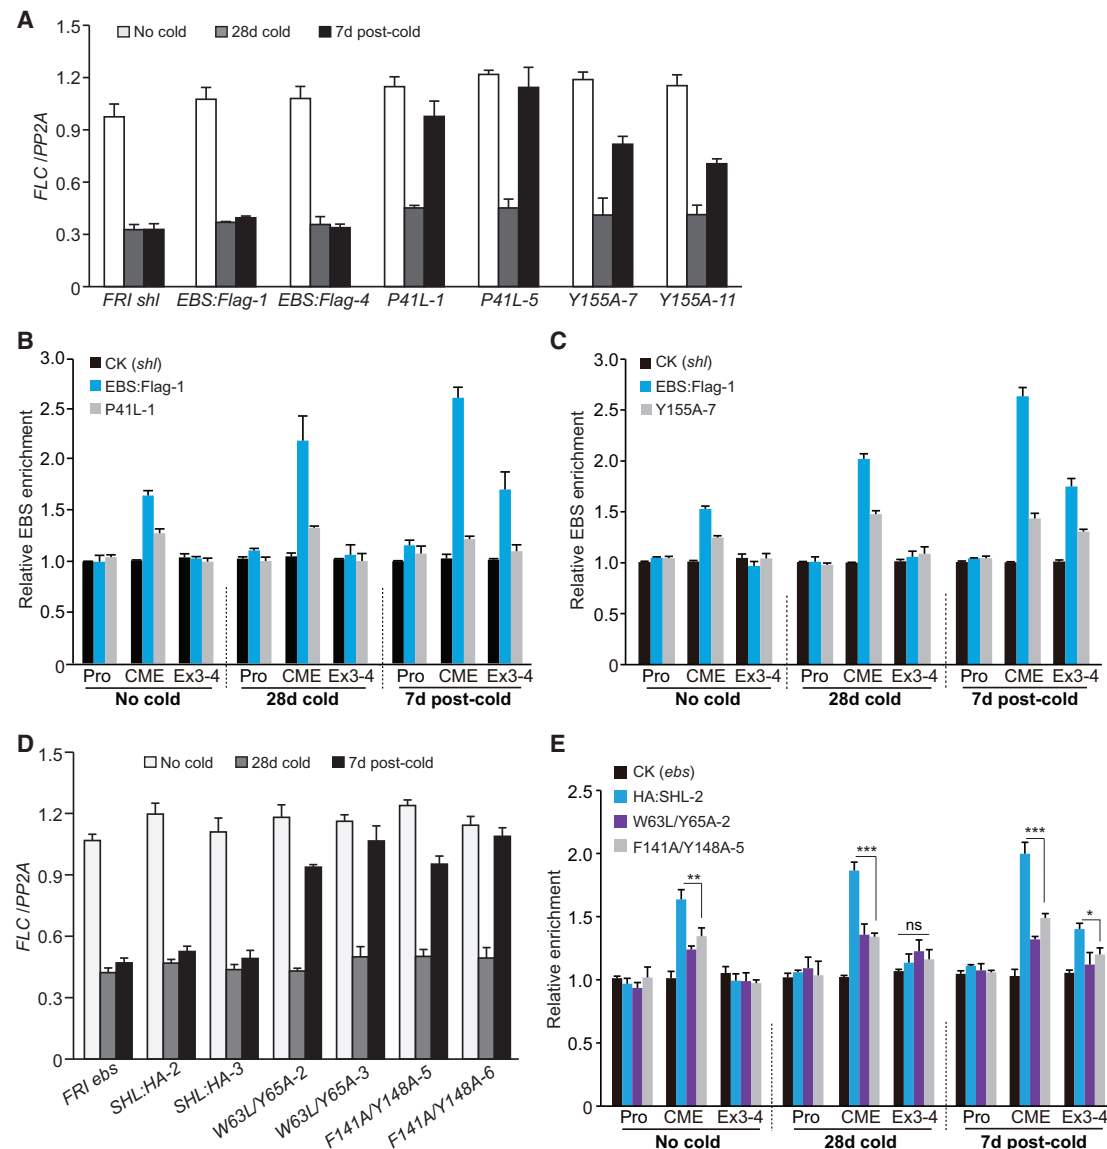 A
1.5
1.2
0.9
0.6
0.3
0
FLC /PP2A
No cold
28d cold
7d post-cold
FRI shl
EBS:Flag-1
EBS:Flag-4
P41L-1
P41L-5
Y155A-7
Y155A-11
B
3.0
2.5
2.0
1.5
1.0
0.5
0
Relative EBS enrichment
CK (shl)
EBS:Flag-1
P41L-1
Pro CME Ex3-4 Pro CME Ex3-4 Pro CME Ex3-4
No cold 28d cold 7d post-cold
C
3.0
2.5
2.0
1.5
1.0
0.5
0
Relative EBS enrichment
CK (shl)
EBS:Flag-1
Y155A-7
Pro CME Ex3-4 Pro CME Ex3-4 Pro CME Ex3-4
No cold 28d cold 7d post-cold
D
1.5
1.2
0.9
0.6
0.3
0
FLC /PP2A
No cold
28d cold
7d post-cold
FRI ebs
SHL:HA-2
SHL:HA-3
W63L/Y65A-2
W63L/Y65A-3
F141A/Y148A-5
F141A/Y148A-6
E
2.5
2.0
1.5
1.0
0.5
0
Relative enrichment
CK (ebs)
HA:SHL-2
W63L/Y65A-2
F141A/Y148A-5
**
***
ns
***
*
Pro CME Ex3-4 Pro CME Ex3-4 Pro CME Ex3-4
No cold 28d cold 7d post-cold